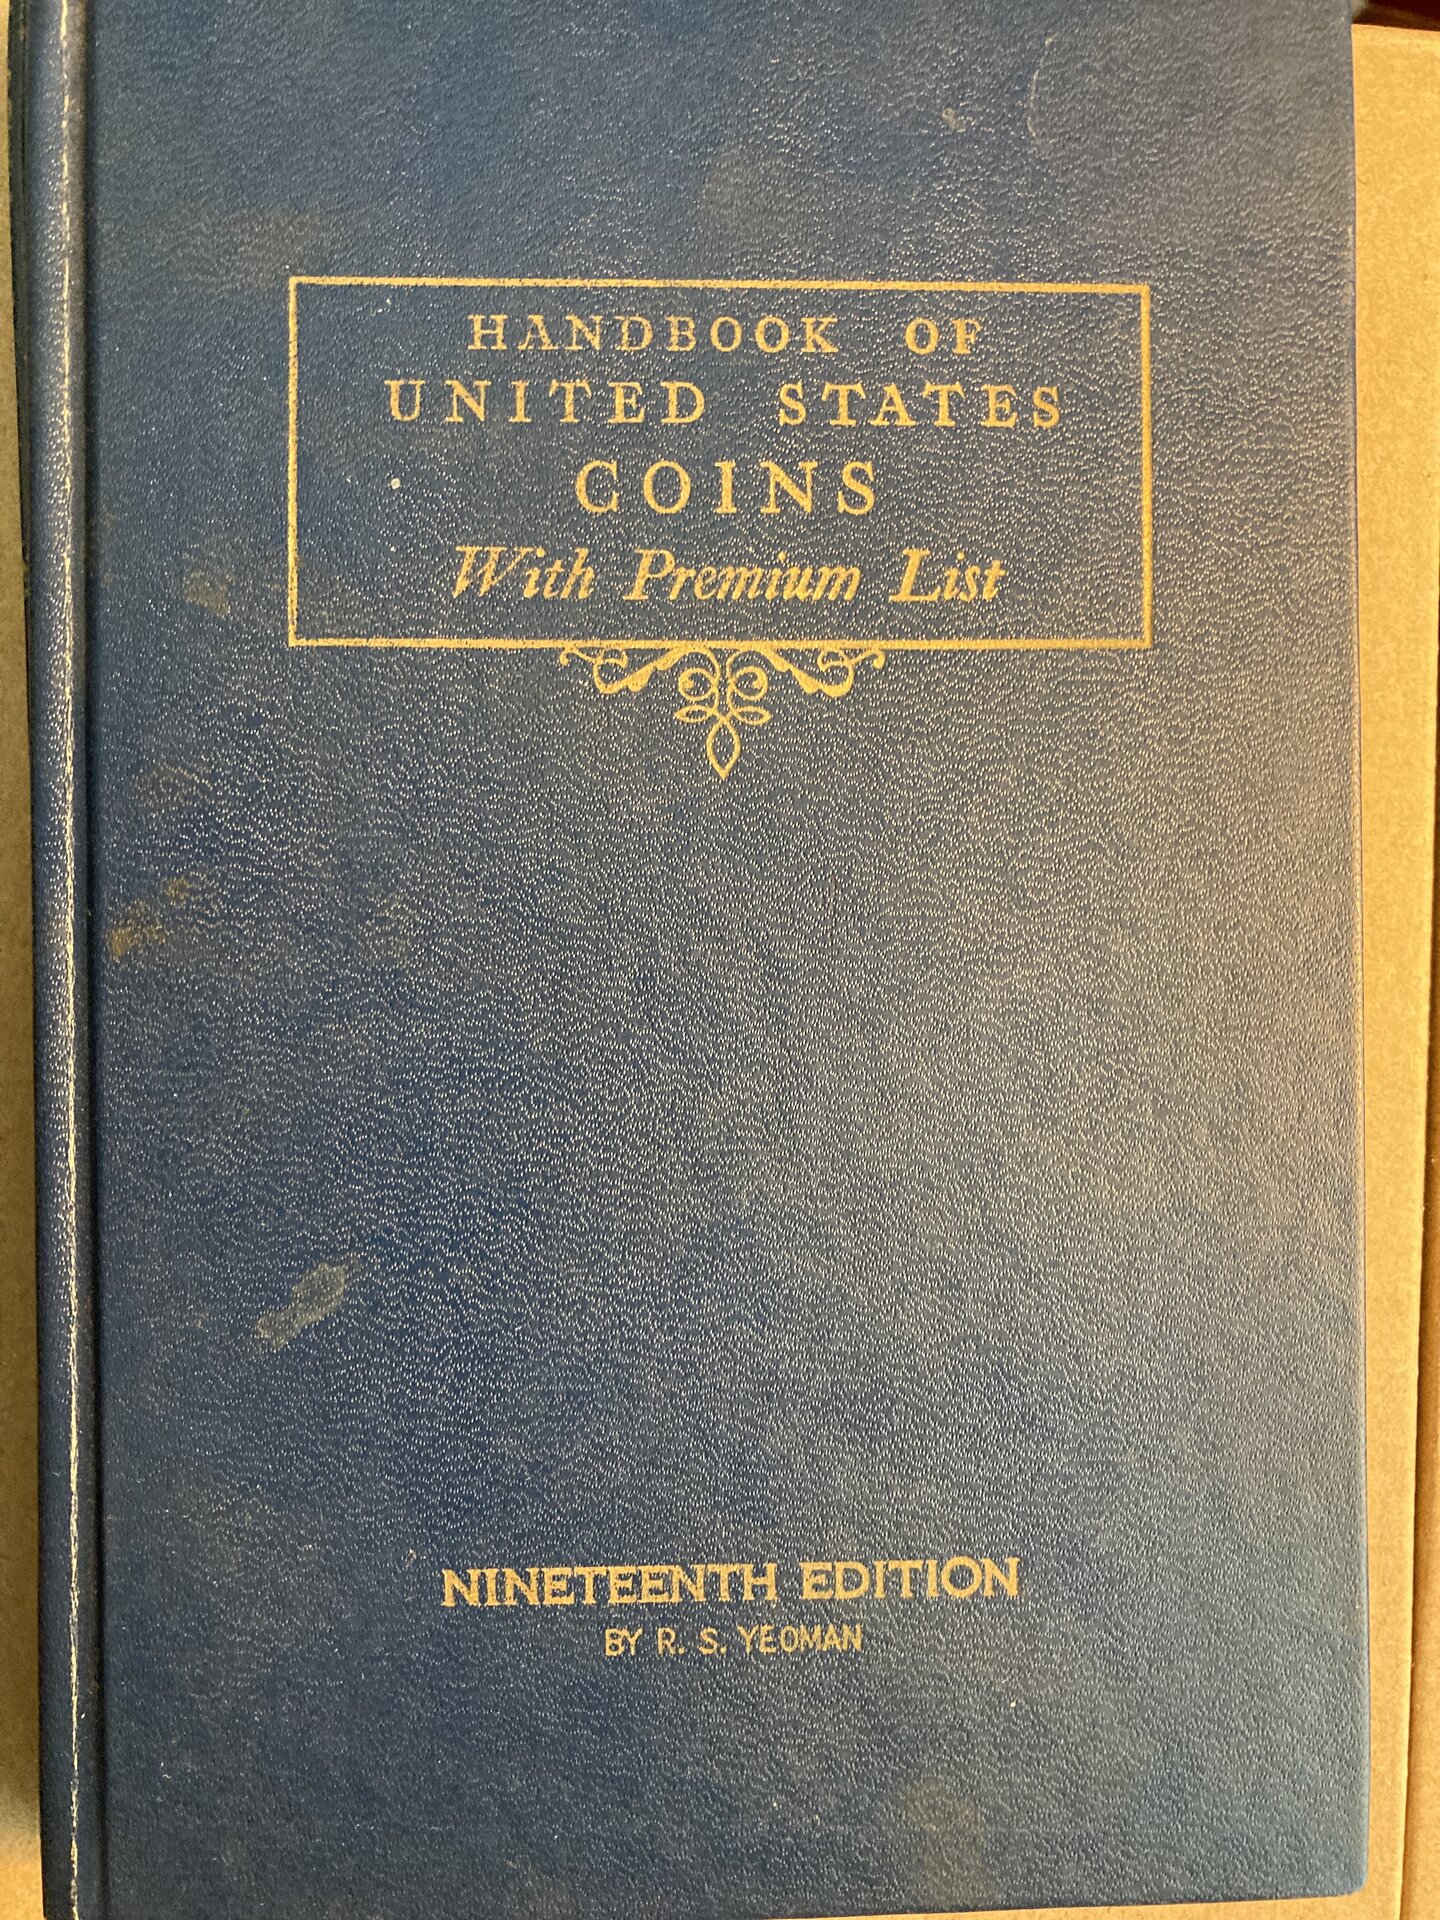 HANDBOOK OF
UNITED STATES
COINS
With Premium List
NINETEENTH EDITION
BY R. S. YEOMAN